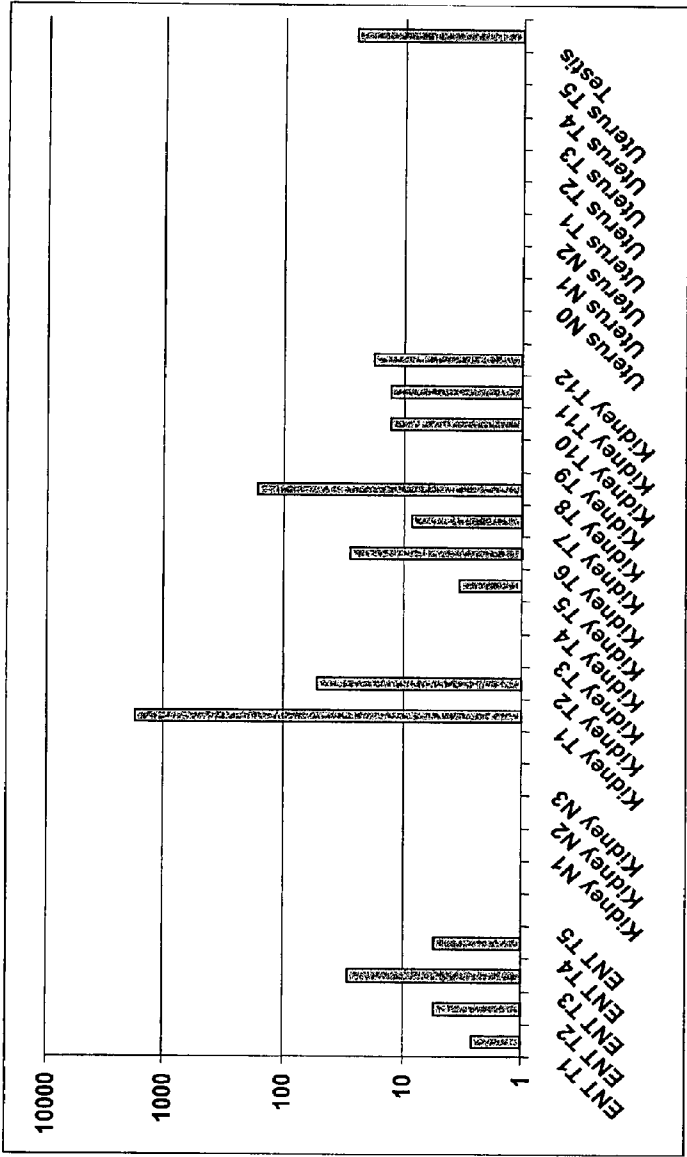 10000
1000
100
10
1
ENT T1
ENT T2
ENT T3
ENT T4
ENT T5
Kidney N1
Kidney N2
Kidney N3
Kidney T1
Kidney T2
Kidney T3
Kidney T4
Kidney T5
Kidney T6
Kidney T7
Kidney T8
Kidney T9
Kidney T10
Kidney T11
Kidney T12
Uterus N0
Uterus N1
Uterus N2
Uterus T1
Uterus T2
Uterus T3
Uterus T4
Uterus T5
Testis